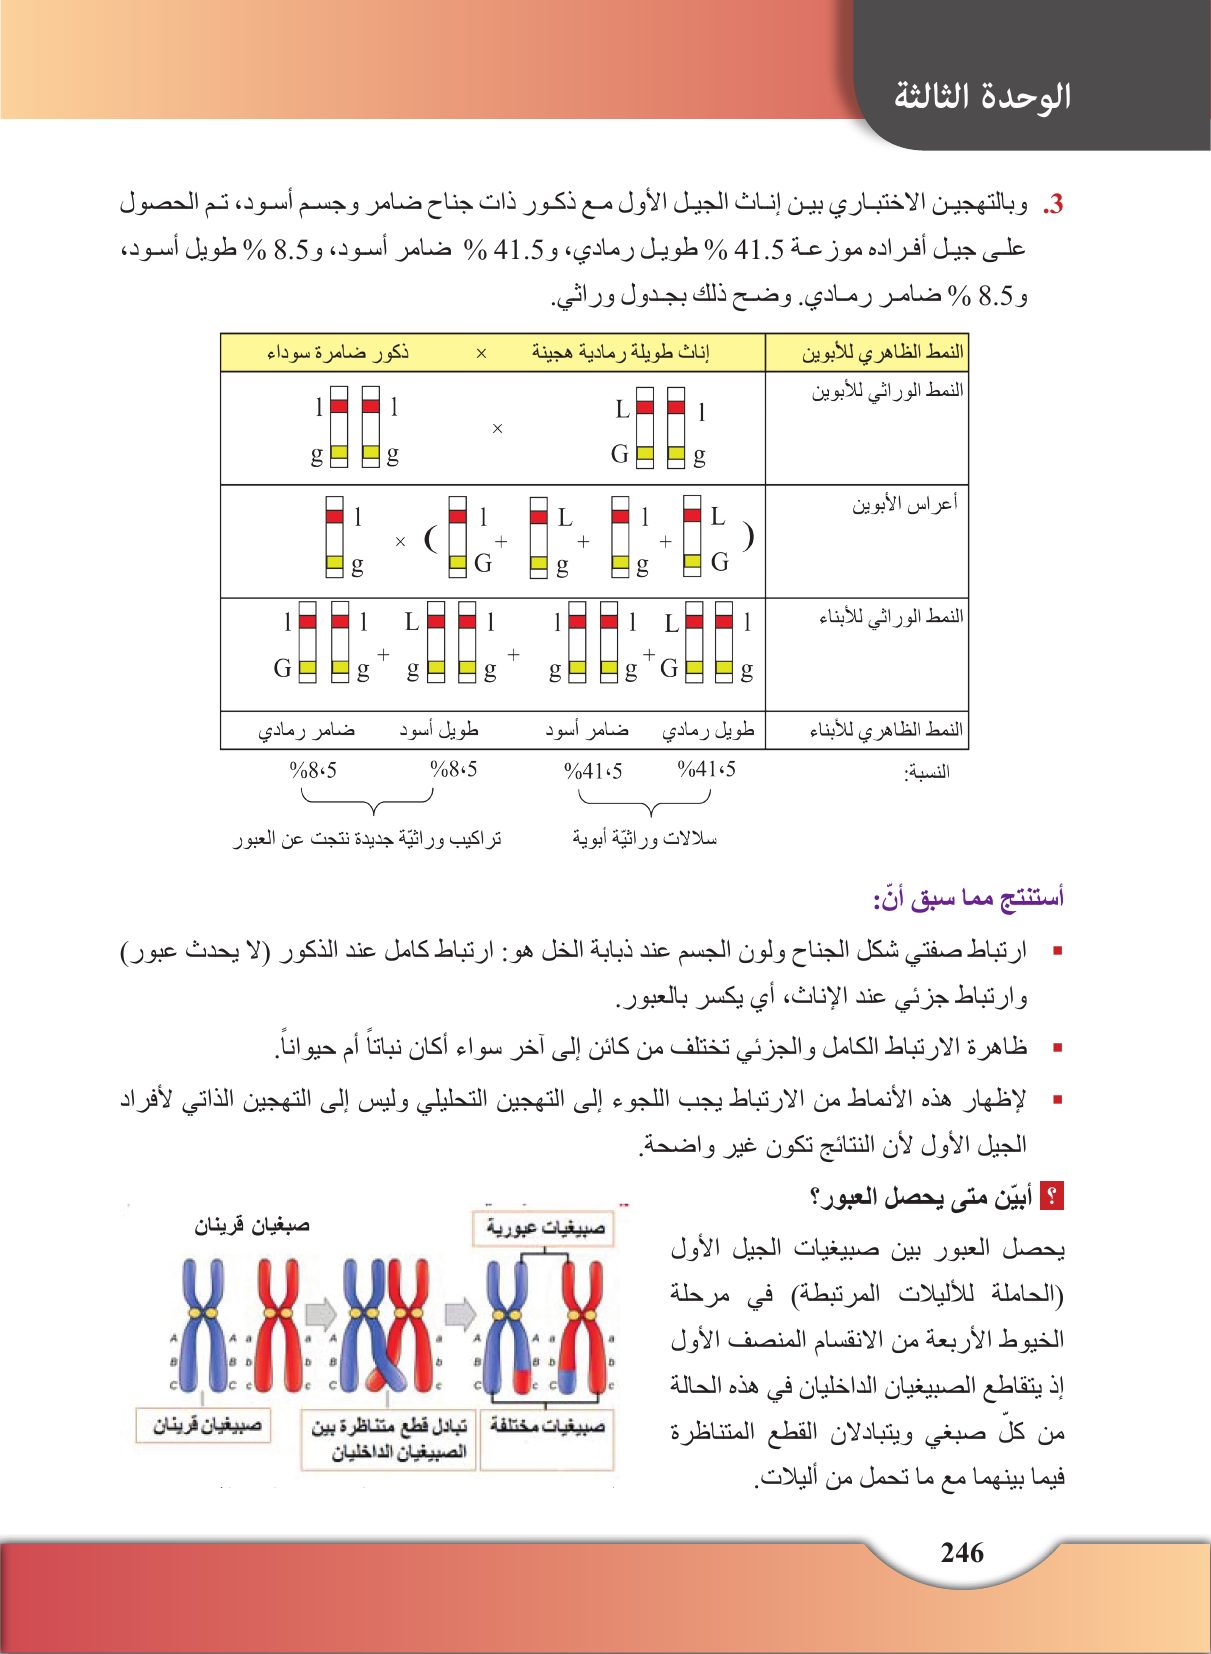 الوحدة الثالثة
3. وبالتهجين الاختباري بين إناث الجيل الأول مع ذكور ذات جناح ضامر وجسم أسود، تم الحصول
على جيل أفراده موزعة 41.5 % طويل رمادي، و41.5 % ضامر أسود، و8.5 % طويل أسود،
و8.5 % ضامر رمادي. وضح ذلك بجدول وراثي.
النمط الظاهري للأبوين إناث طويلة رمادية هجينة × ذكور ضامرة سوداء
النمط الوراثي للأبوين
l L × l l
g G g g
أعراس الأبوين
( L + l + L + l ) × l
G g g G g
النمط الوراثي للأبناء
l L + l l + l L + l l
g G g g g g g G
النمط الظاهري للأبناء طويل رمادي ضامر أسود طويل أسود ضامر رمادي
النسبة: 41،5% 41،5% 8،5% 8،5%
سلالات وراثيّة أبوية تراكيب وراثيّة جديدة نتجت عن العبور
أستنتج مما سبق أنّ:
▪ ارتباط صفتي شكل الجناح ولون الجسم عند ذبابة الخل هو: ارتباط كامل عند الذكور (لا يحدث عبور)
وارتباط جزئي عند الإناث، أي يكسر بالعبور.
▪ ظاهرة الارتباط الكامل والجزئي تختلف من كائن إلى آخر سواء أكان نباتاً أم حيواناً.
▪ لإظهار هذه الأنماط من الارتباط يجب اللجوء إلى التهجين التحليلي وليس إلى التهجين الذاتي لأفراد
الجيل الأول لأن النتائج تكون غير واضحة.
؟ أبيّن متى يحصل العبور؟
يحصل العبور بين صبيغيات الجيل الأول
(الحاملة للأليلات المرتبطة) في مرحلة
الخيوط الأربعة من الانقسام المنصف الأول
إذ يتقاطع الصبيغيان الداخليان في هذه الحالة
من كلّ صبغي ويتبادلان القطع المتناظرة
فيما بينهما مع ما تحمل من أليلات.
صبغيان قرينان
صبيغيات عبورية
A A a a A a A A a a
B B b b B b B B b b
C C c c C c C c C c
صبيغيان قرينان
تبادل قطع متناظرة بين
الصبيغيان الداخليان
صبيغيات مختلفة
246